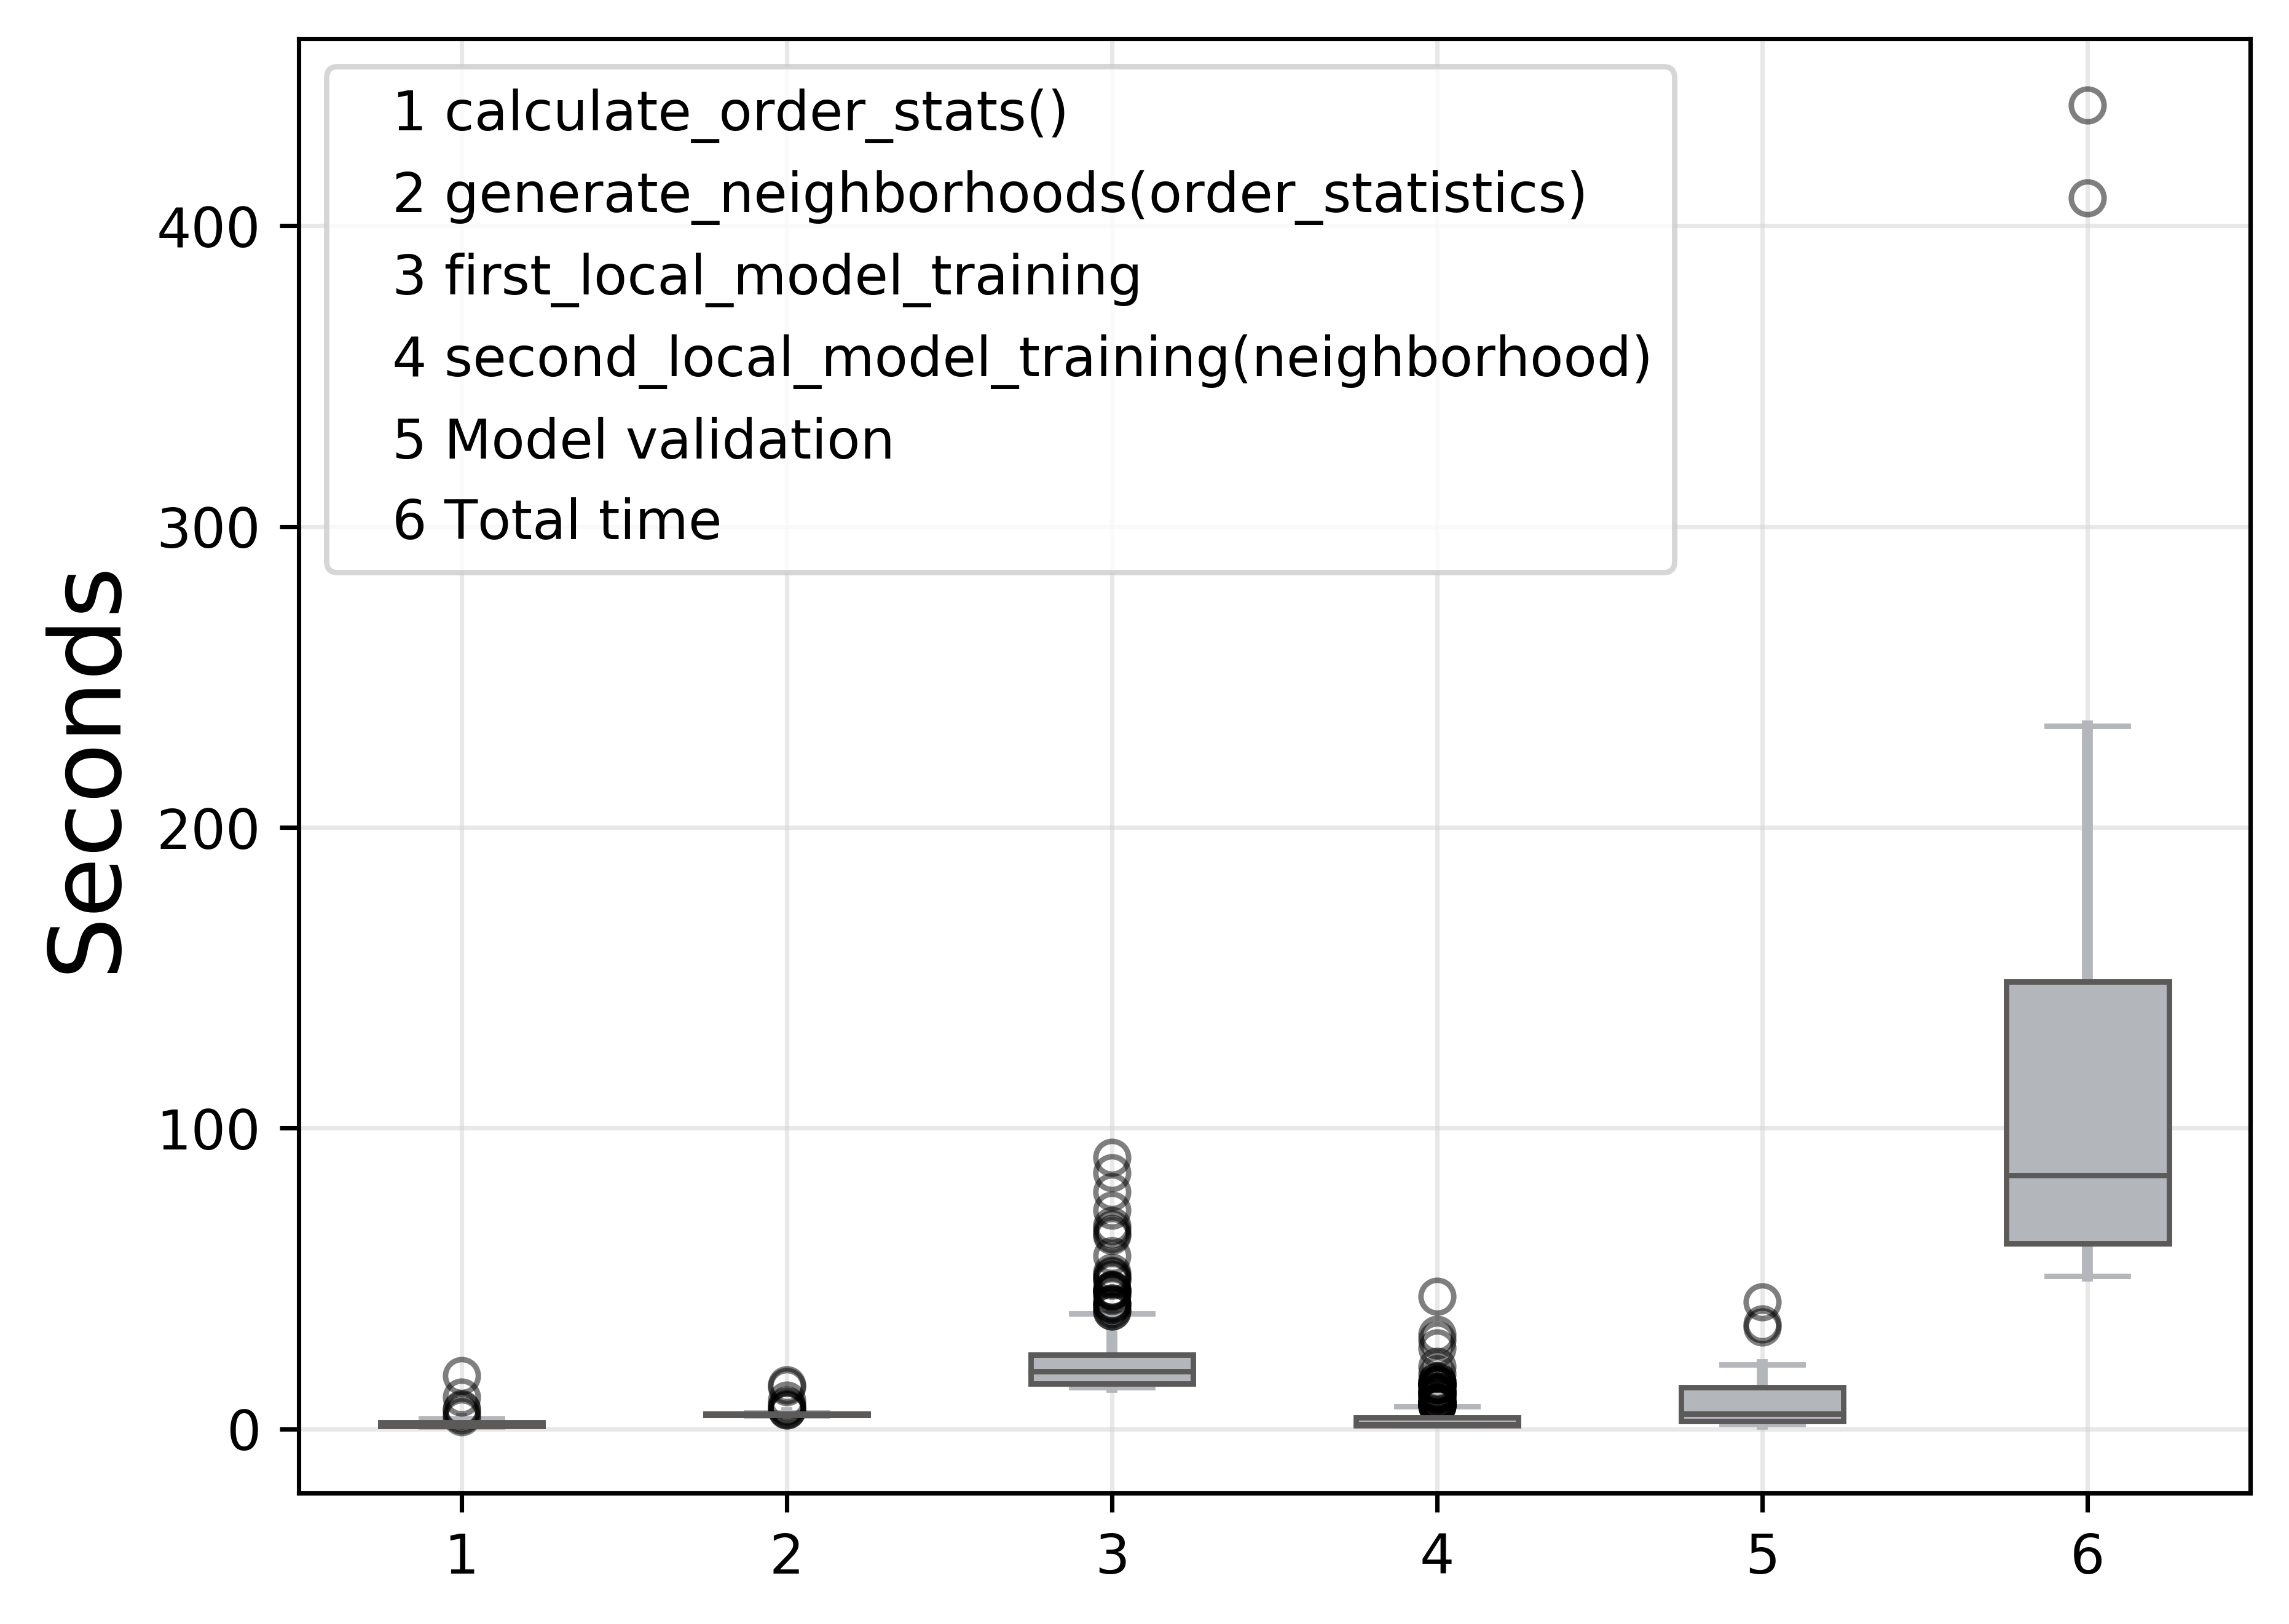 1 calculate_order_stats()
2 generate_neighborhoods(order_statistics)
3 first_local_model_training
4 second_local_model_training(neighborhood)
5 Model validation
6 Total time
Seconds
400
300
200
100
0
1 2 3 4 5 6